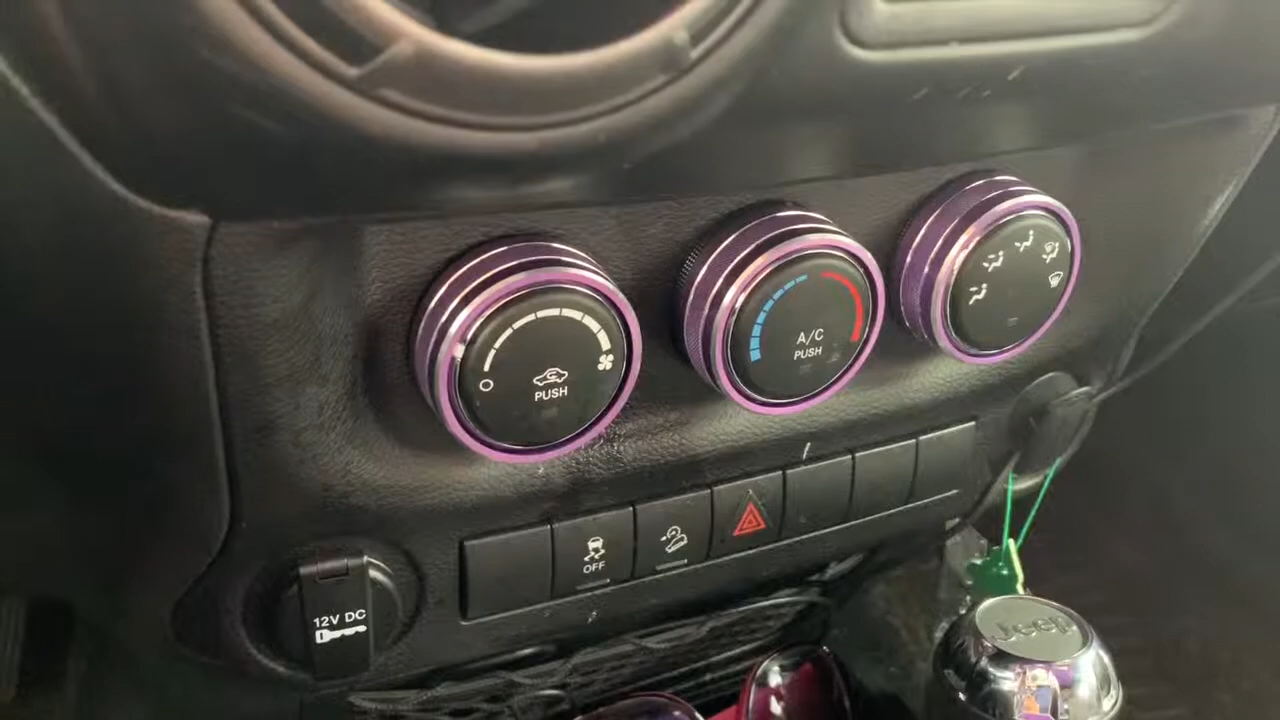 PUSH
A/C
PUSH
OFF
12V DC
Jeep